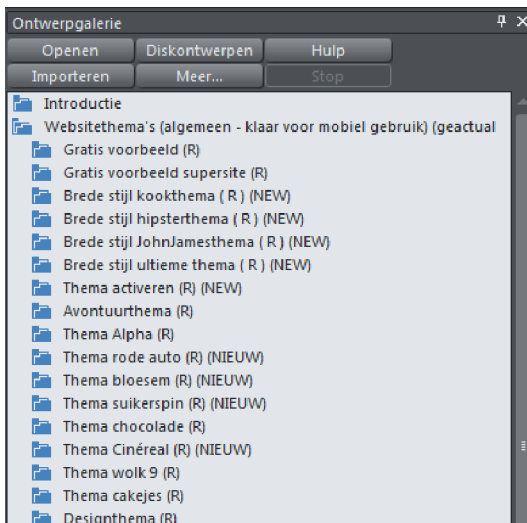 Ontwerpgalerie
Openen Diskontwerpen Hulp
Importeren Meer... Stop
Introductie
Websitethema's (algemeen - klaar voor mobiel gebruik) (geactual
Gratis voorbeeld (R)
Gratis voorbeeld supersite (R)
Brede stijl kookthema ( R ) (NEW)
Brede stijl hipsterthema ( R ) (NEW)
Brede stijl JohnJamesthema ( R ) (NEW)
Brede stijl ultieme thema ( R ) (NEW)
Thema activeren (R) (NEW)
Avontuurthema (R)
Thema Alpha (R)
Thema rode auto (R) (NIEUW)
Thema bloesem (R) (NIEUW)
Thema suikerspin (R) (NIEUW)
Thema chocolade (R)
Thema Cinéreal (R) (NIEUW)
Thema wolk 9 (R)
Thema cakejes (R)
Designthema (R)